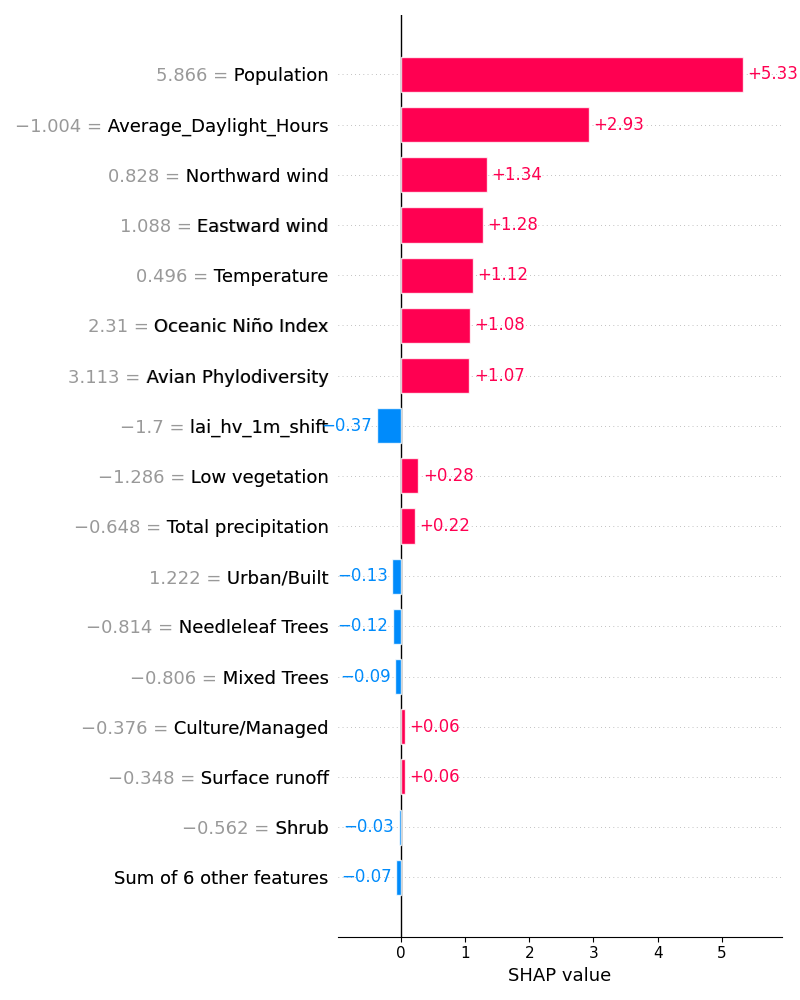 5.866 = Population +5.33
−1.004 = Average_Daylight_Hours +2.93
0.828 = Northward wind +1.34
1.088 = Eastward wind +1.28
0.496 = Temperature +1.12
2.31 = Oceanic Niño Index +1.08
3.113 = Avian Phylodiversity +1.07
−1.7 = lai_hv_1m_shift −0.37
−1.286 = Low vegetation +0.28
−0.648 = Total precipitation +0.22
1.222 = Urban/Built −0.13
−0.814 = Needleleaf Trees −0.12
−0.806 = Mixed Trees −0.09
−0.376 = Culture/Managed +0.06
−0.348 = Surface runoff +0.06
−0.562 = Shrub −0.03
Sum of 6 other features −0.07
0 1 2 3 4 5
SHAP value